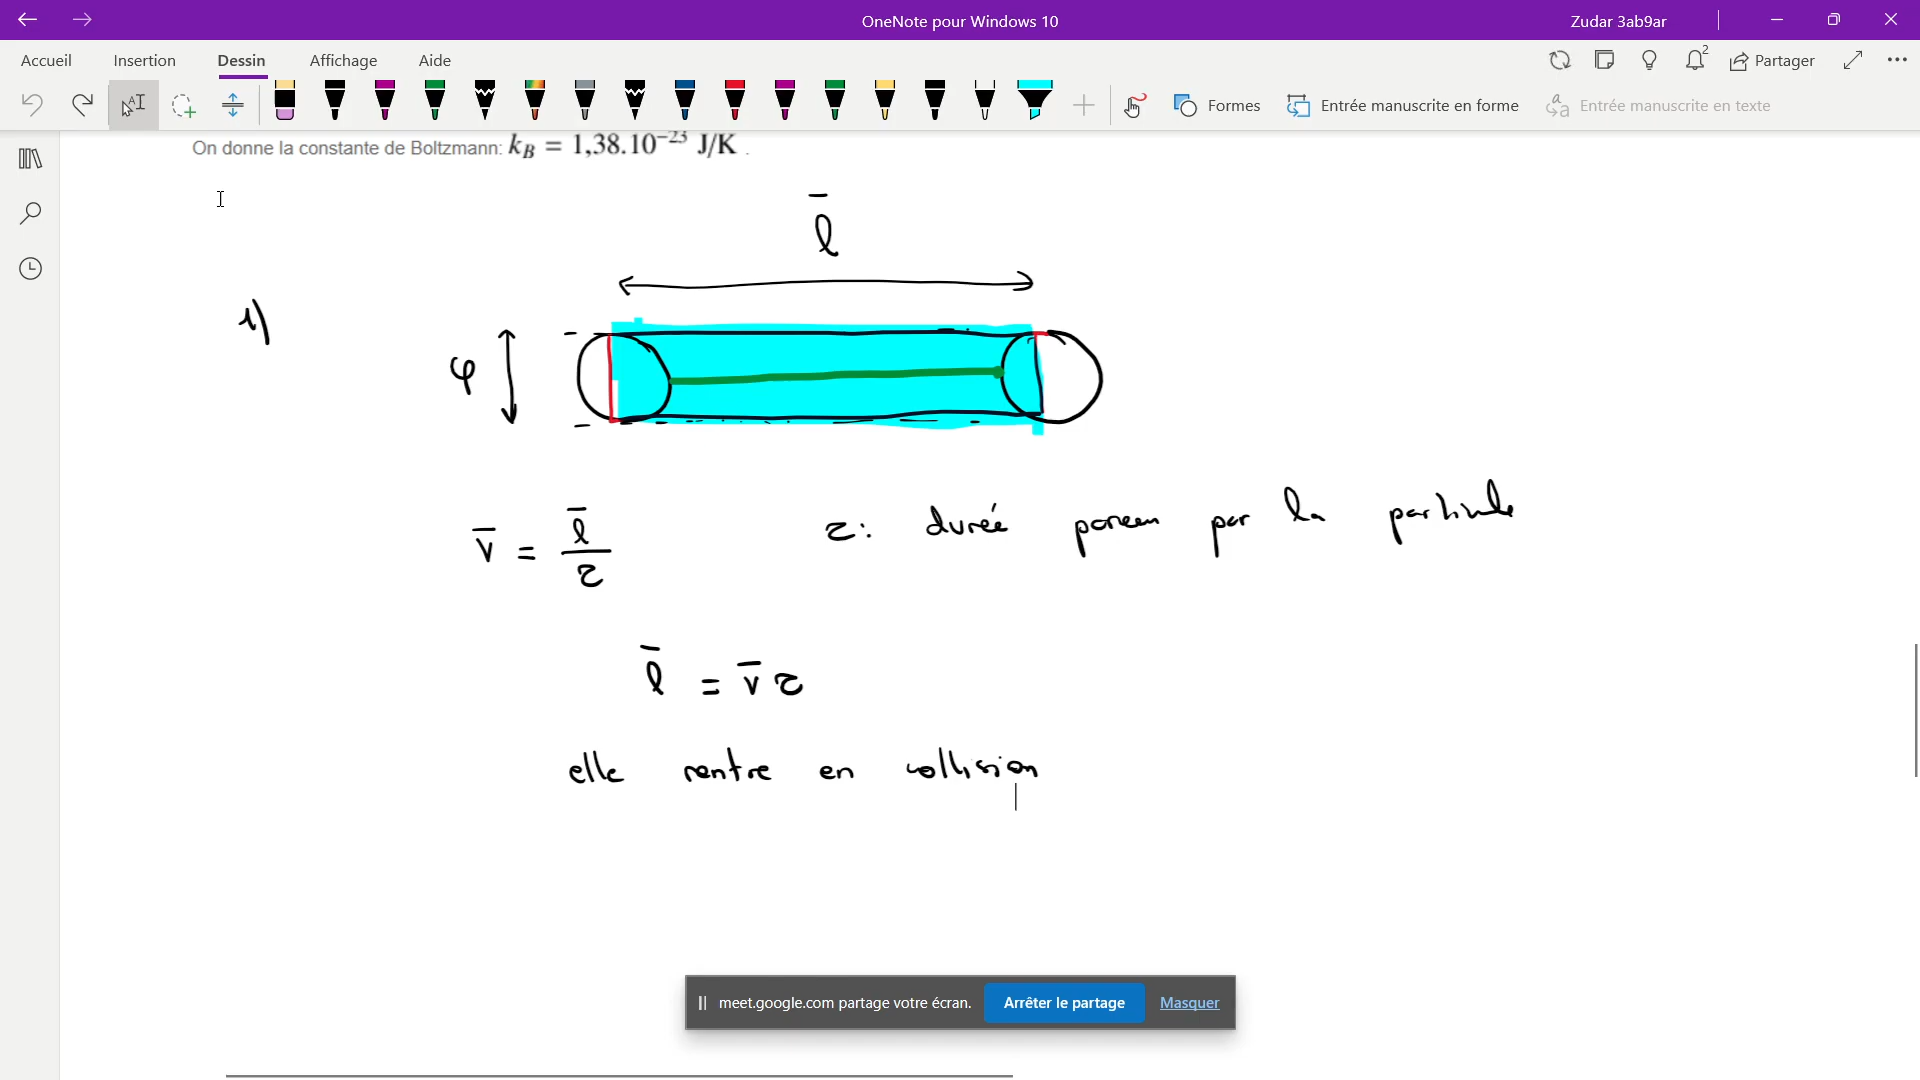 OneNote pour Windows 10
Zudar 3ab9ar
Accueil Insertion Dessin Affichage Aide
2
Partager
Formes
Entrée manuscrite en forme
Entrée manuscrite en texte
On donne la constante de Boltzmann: k_B = 1,38.10⁻²³ J/K .
l̄
1)
φ
v̄ = l̄ / τ
τ: durée par la particule
l̄ = v̄ τ
elle rentre en collision
meet.google.com partage votre écran. Arrêter le partage Masquer